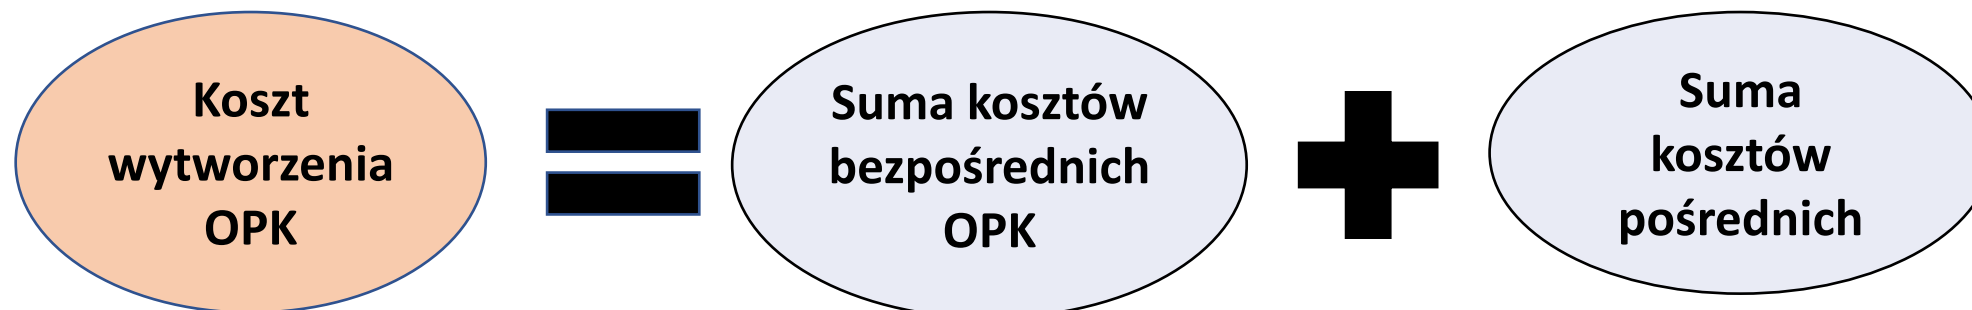 Koszt
wytworzenia
OPK
Suma kosztów
bezpośrednich
OPK
Suma
kosztów
pośrednich